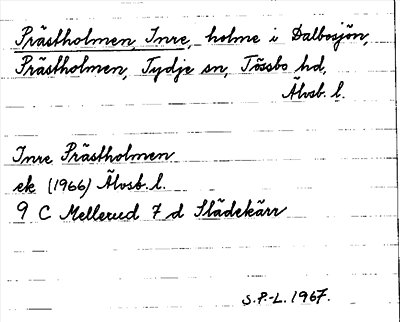 Prästholmen, Inre, holme i Dalbosjön,
Prästholmen, Tydje sn, Tössbo hd,
Älvsb. l.
Inre Prästholmen
ek (1966) Älvsb. l.
9 C Mellerud 7 d Slädekärr
S.P-L. 1967.